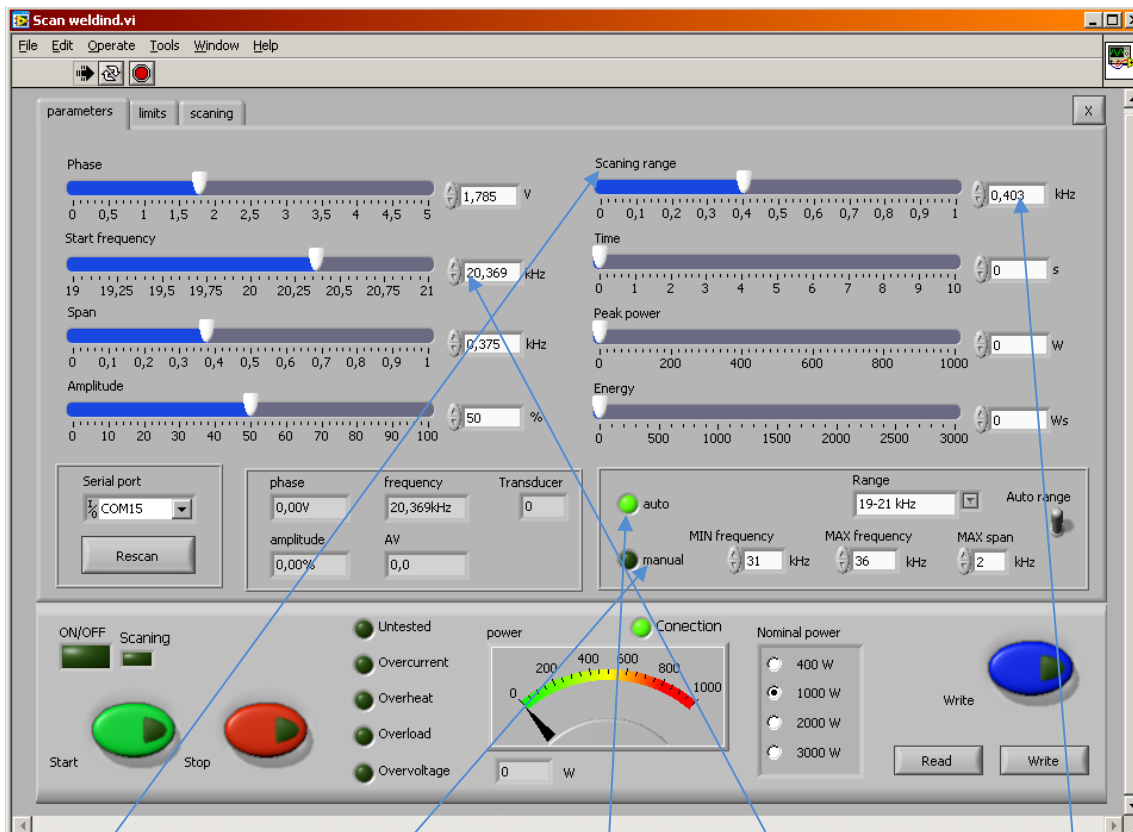 Scan weldind.vi
File Edit Operate Tools Window Help
parameters limits scaning X
Phase
1,785 V
0 0,5 1 1,5 2 2,5 3 3,5 4 4,5 5
Start frequency
20,369 kHz
19 19,25 19,5 19,75 20 20,25 20,5 20,75 21
Span
0,375 kHz
0 0,1 0,2 0,3 0,4 0,5 0,6 0,7 0,8 0,9 1
Amplitude
50 %
0 10 20 30 40 50 60 70 80 90 100
Scaning range
0,403 kHz
0 0,1 0,2 0,3 0,4 0,5 0,6 0,7 0,8 0,9 1
Time
0 s
0 1 2 3 4 5 6 7 8 9 10
Peak power
0 W
0 200 400 600 800 1000
Energy
0 Ws
0 500 1000 1500 2000 2500 3000
Serial port
I/O COM15
Rescan
phase frequency Transducer
0,00V 20,369kHz 0
amplitude AV
0,00% 0,0
auto
Range
19-21 kHz
Auto range
manual
MIN frequency MAX frequency MAX span
31 kHz 36 kHz 2 kHz
ON/OFF Scaning
Start Stop
Untested
Overcurrent
Overheat
Overload
Overvoltage
power
Conection
0 200 400 600 800 1000
0 W
Nominal power
400 W
1000 W
2000 W
3000 W
Write
Read Write